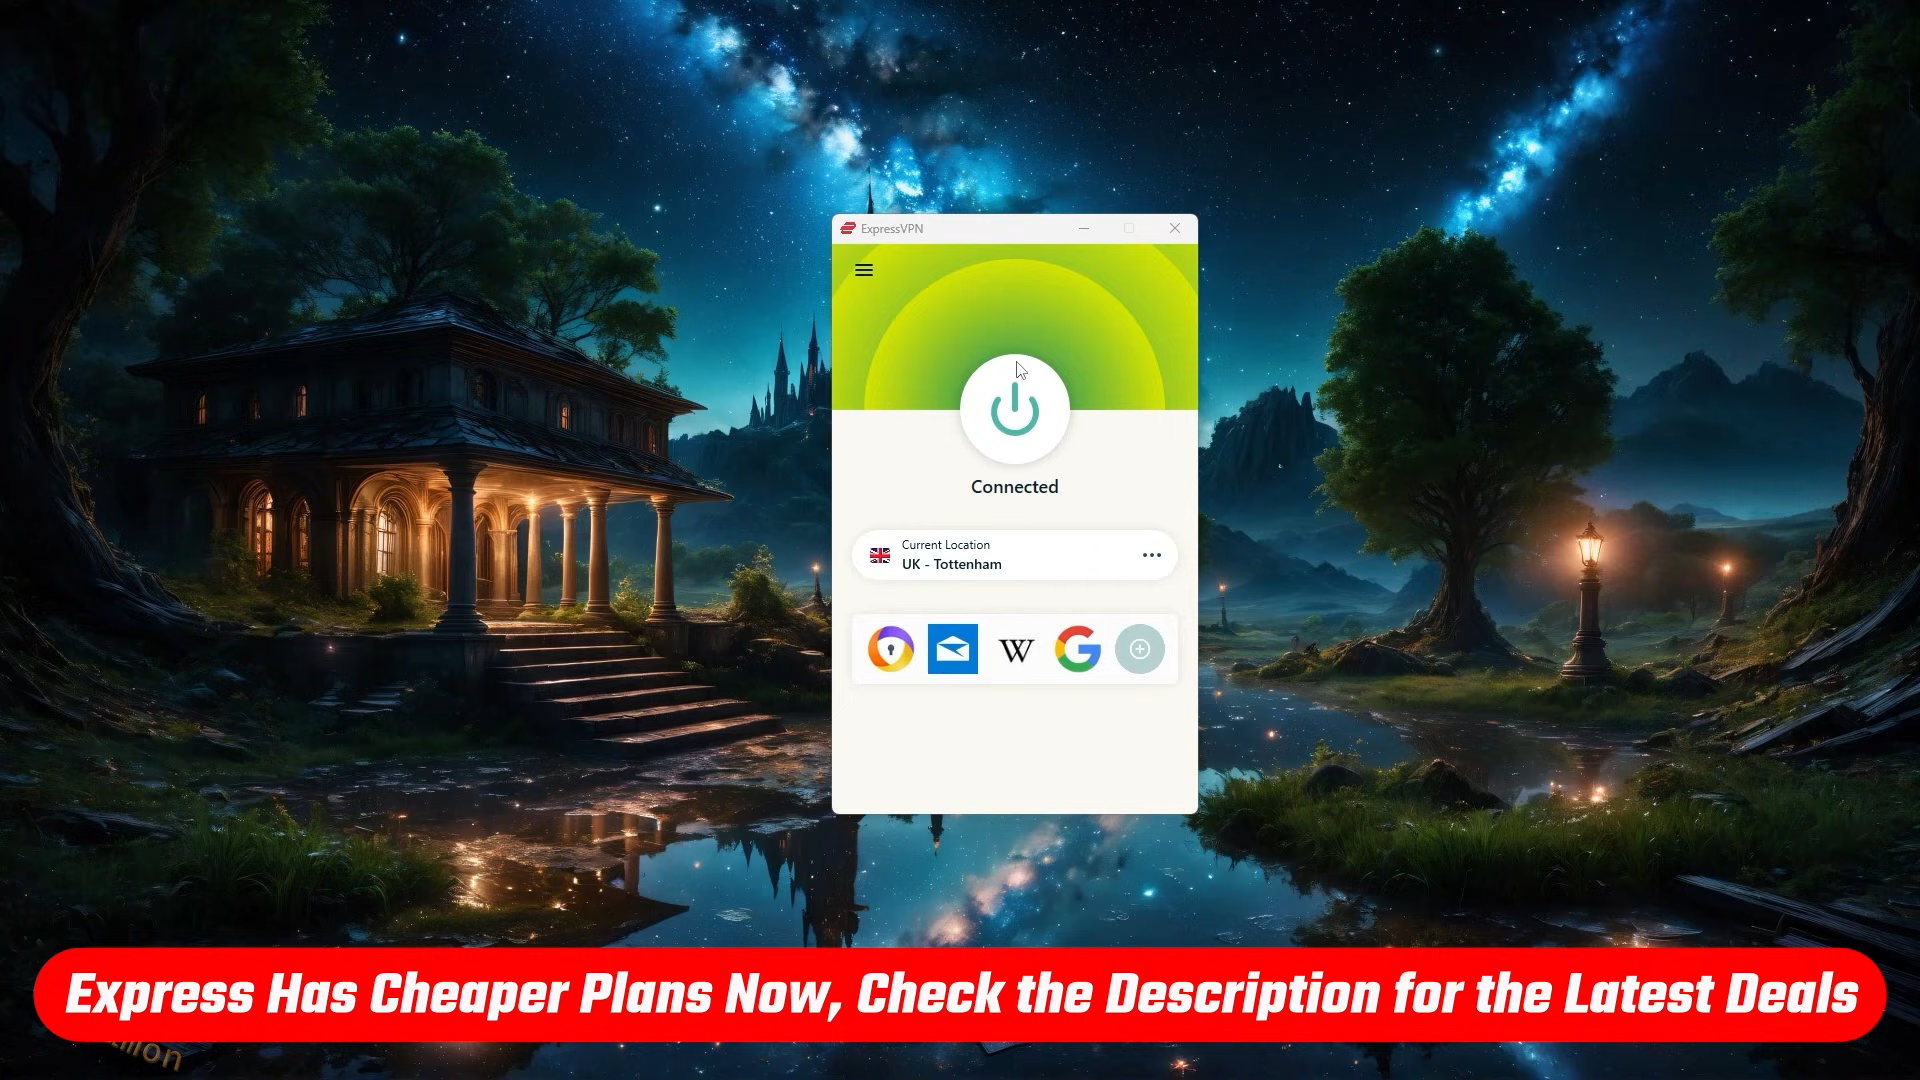 ExpressVPN
Connected
Current Location
UK - Tottenham
W
G
Express Has Cheaper Plans Now, Check the Description for the Latest Deals